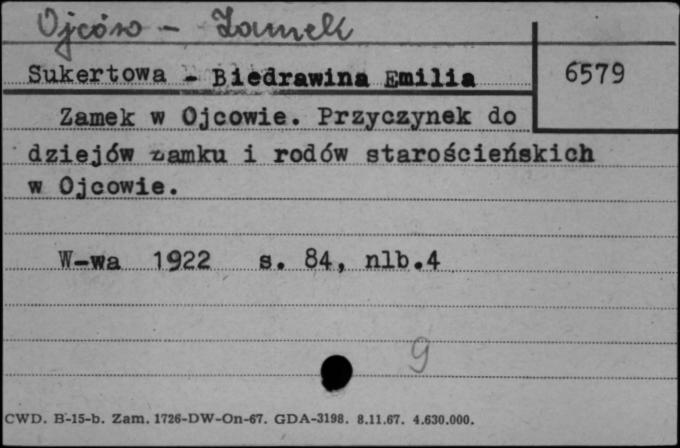 Ojców - Zamek
Sukertowa - Biedrawina Emilia
6579
Zamek w Ojcowie. Przyczynek do
dziejów zamku i rodów starościeńskich
w Ojcowie.
W-wa 1922 s. 84, nlb.4
9
CWD. B-15-b. Zam. 1726-DW-On-67. GDA-3198. 8.11.67. 4.630.000.